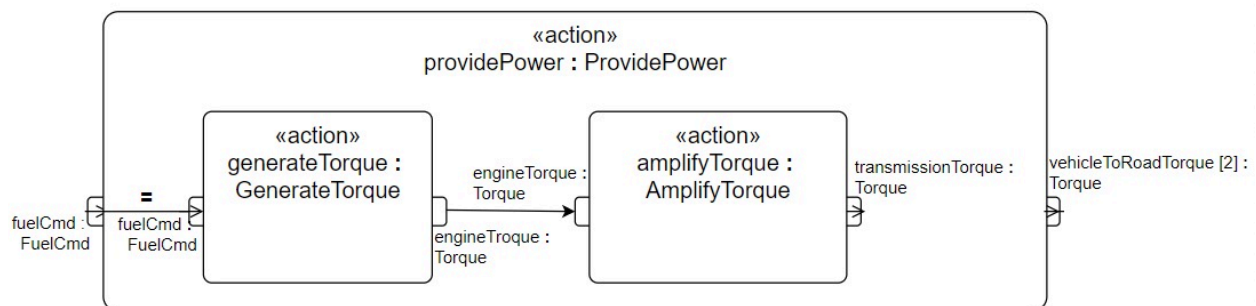 «action»
providePower : ProvidePower
«action»
generateTorque :
GenerateTorque
«action»
amplifyTorque :
AmplifyTorque
engineTorque :
Torque
transmissionTorque :
Torque
vehicleToRoadTorque [2] :
Torque
=
fuelCmd :
FuelCmd
fuelCmd :
FuelCmd
engineTroque :
Torque